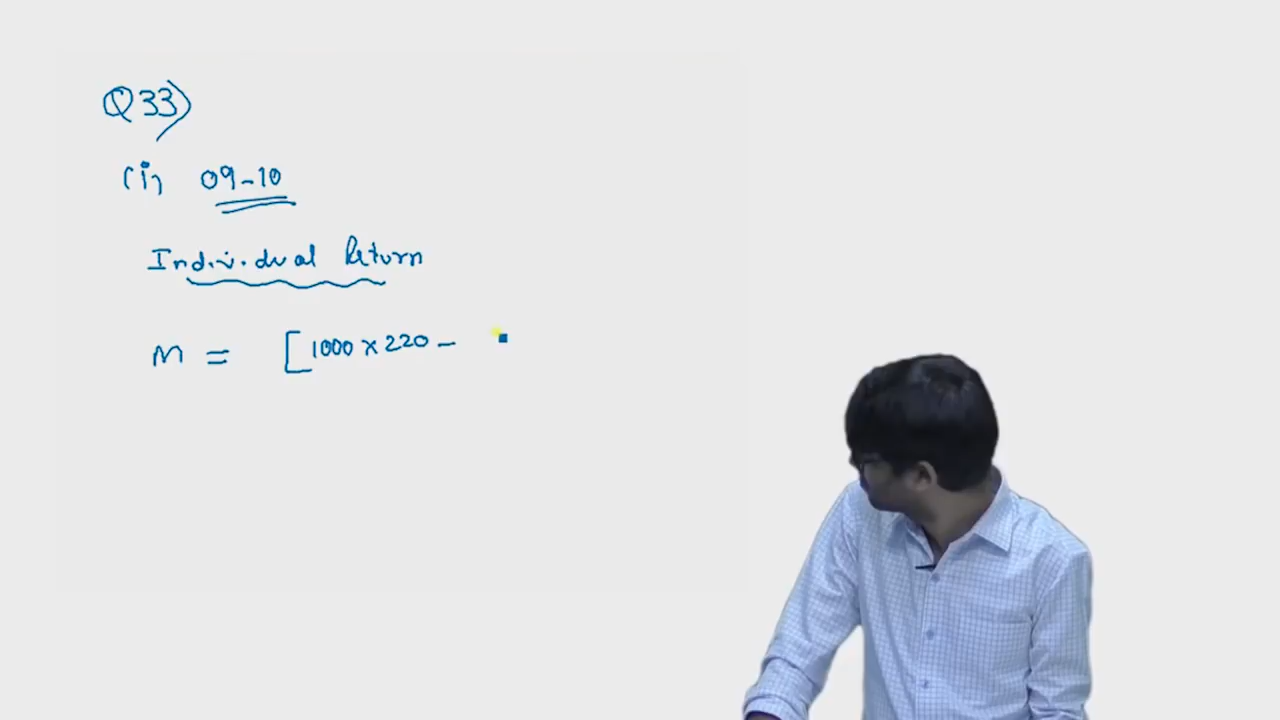 Q33)
(i) 09-10
Individual Return
M = [1000 x 220 -